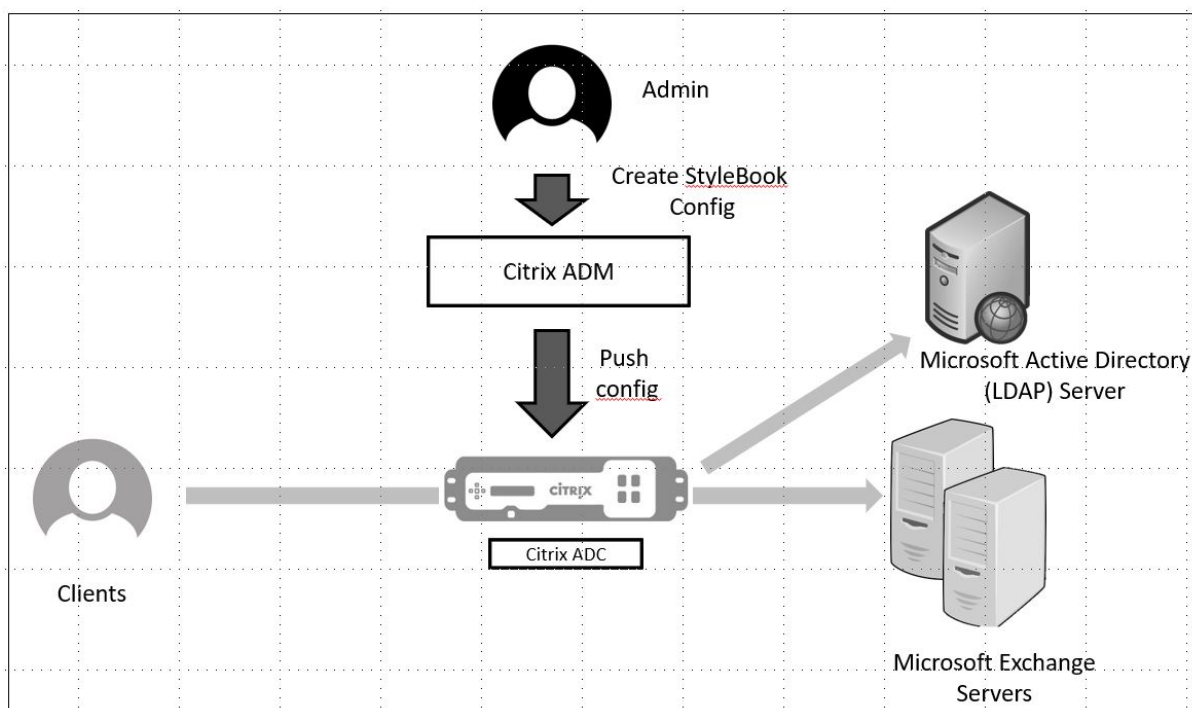 Admin
Create StyleBook
Config
Citrix ADM
Push
config
Microsoft Active Directory
(LDAP) Server
CITRIX
Citrix ADC
Clients
Microsoft Exchange
Servers